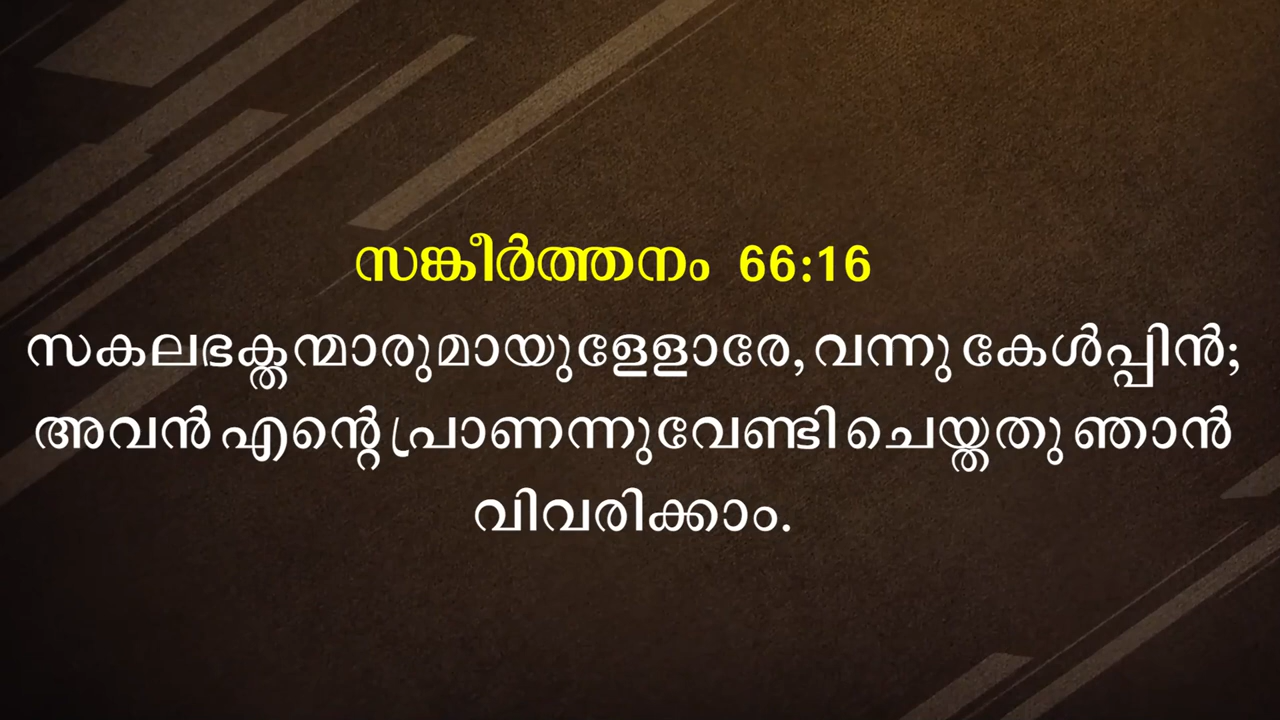 സങ്കീർത്തനം 66:16
സകലഭക്തന്മാരുമായുള്ളോരേ, വന്നു കേൾപ്പിൻ;
അവൻ എന്റെ പ്രാണന്നുവേണ്ടി ചെയ്തതു ഞാൻ
വിവരിക്കാം.